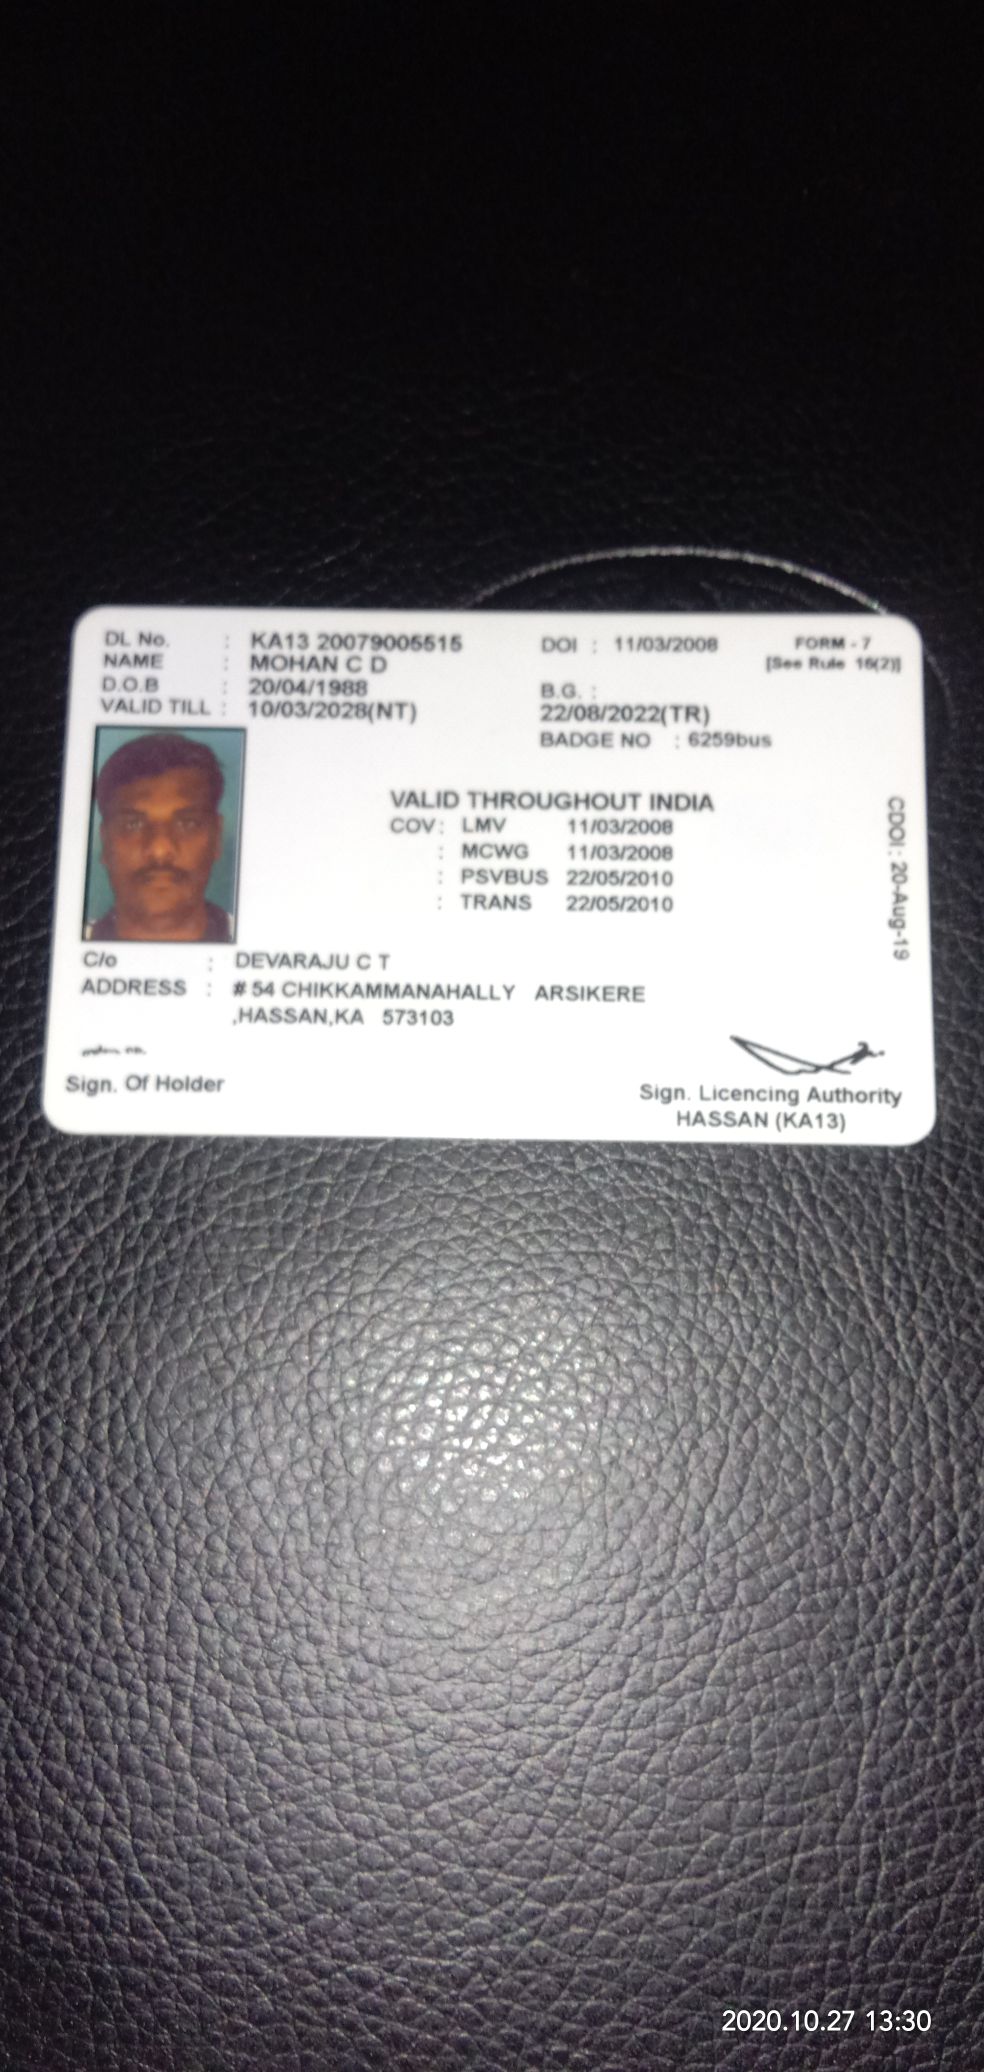 DL No. : KA13 20079005515 DOI : 11/03/2008 FORM - 7
NAME : MOHAN C D [See Rule 16(2)]
D.O.B : 20/04/1988 B.G. :
VALID TILL : 10/03/2028(NT) 22/08/2022(TR)
BADGE NO : 6259bus
VALID THROUGHOUT INDIA
COV : LMV 11/03/2008
: MCWG 11/03/2008
: PSVBUS 22/05/2010
: TRANS 22/05/2010
CDOI : 20-Aug-19
C/o : DEVARAJU C T
ADDRESS : # 54 CHIKKAMMANAHALLY ARSIKERE
,HASSAN,KA 573103
Sign. Of Holder
Sign. Licencing Authority
HASSAN (KA13)
2020.10.27 13:30